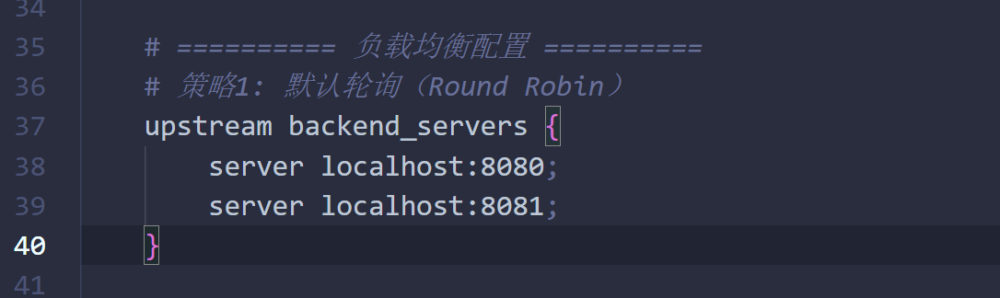 34
35 # ========== 负载均衡配置 ==========
36 # 策略1: 默认轮询（Round Robin）
37 upstream backend_servers {
38 server localhost:8080;
39 server localhost:8081;
40 }
41